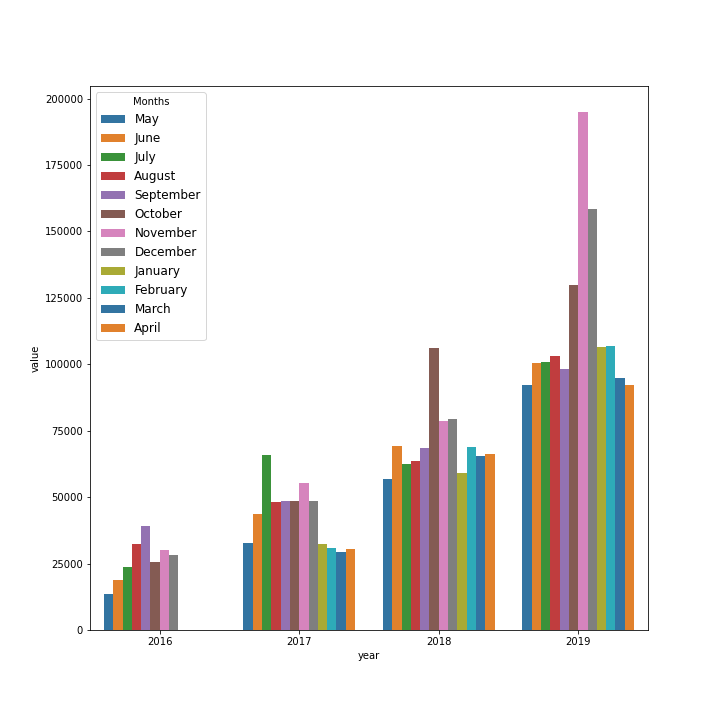 Months
May
June
July
August
September
October
November
December
January
February
March
April
200000
175000
150000
125000
100000
75000
50000
25000
0
value
2016 2017 2018 2019
year